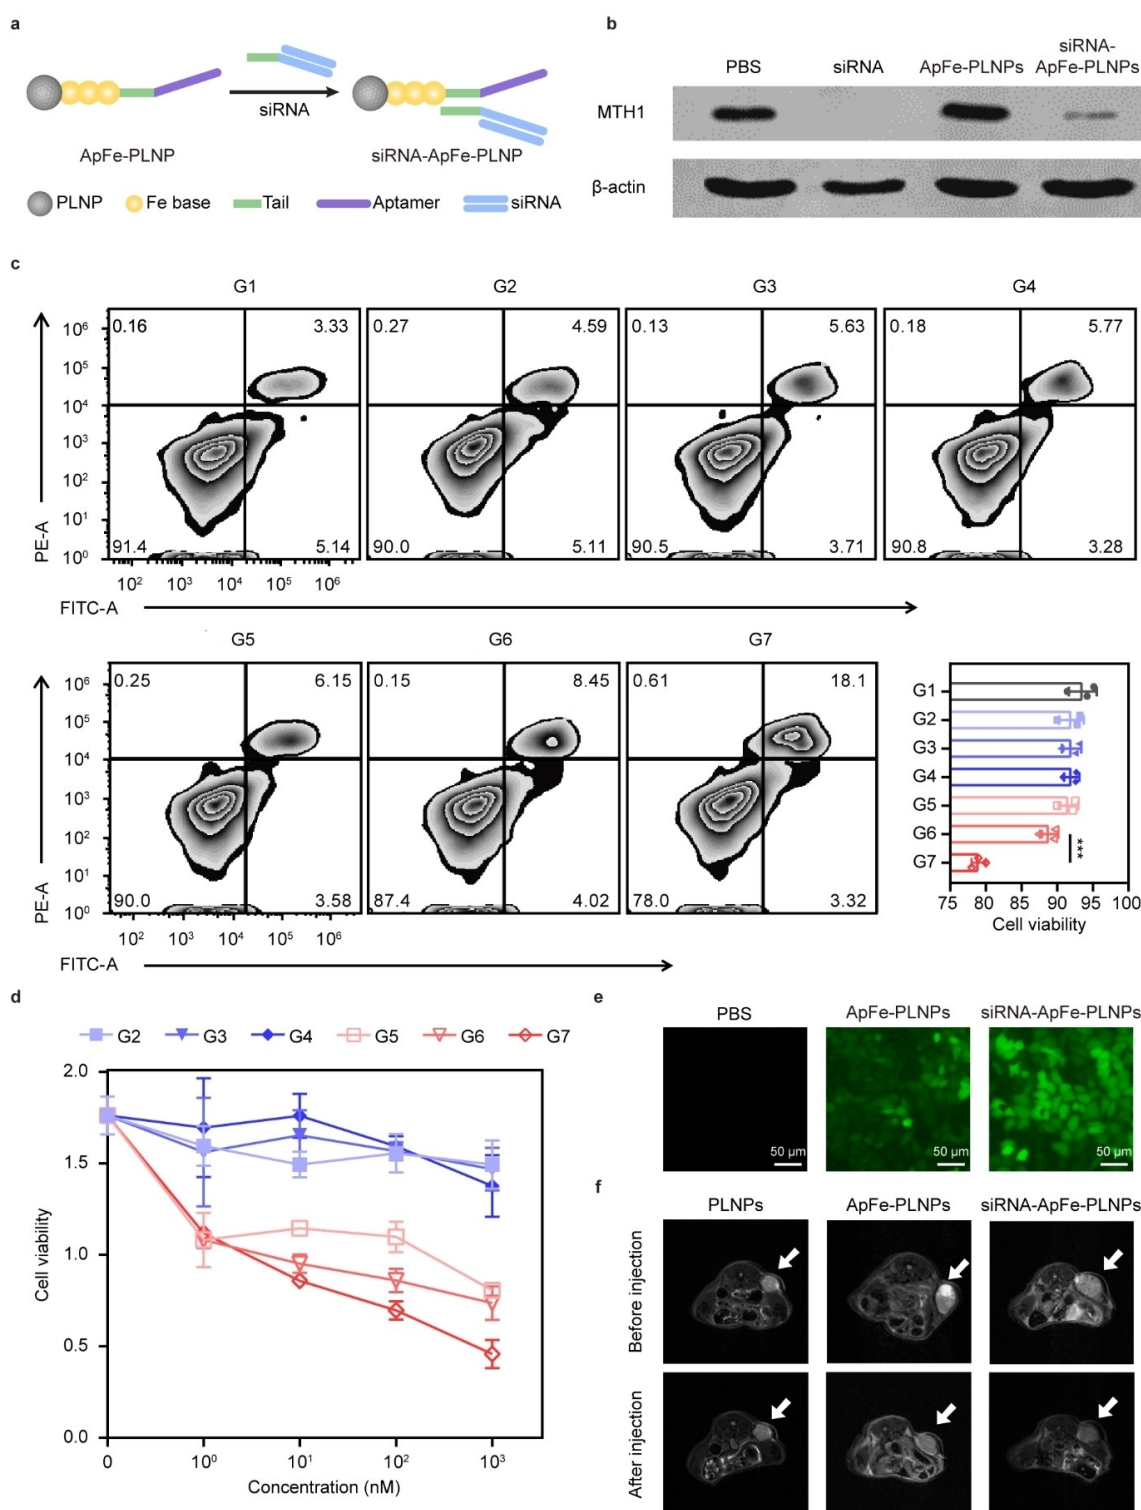 a
siRNA
ApFe-PLNP
siRNA-ApFe-PLNP
PLNP
Fe base
Tail
Aptamer
siRNA
b
PBS
siRNA
ApFe-PLNPs
siRNA-
ApFe-PLNPs
MTH1
β-actin
c
G1
G2
G3
G4
0.16 3.33
91.4 5.14
0.27 4.59
90.0 5.11
0.13 5.63
90.5 3.71
0.18 5.77
90.8 3.28
10⁶
10⁵
10⁴
10³
10²
10¹
10⁰
PE-A
10² 10³ 10⁴ 10⁵ 10⁶
FITC-A
G5
G6
G7
0.25 6.15
90.0 3.58
0.15 8.45
87.4 4.02
0.61 18.1
78.0 3.32
10⁶
10⁵
10⁴
10³
10²
10¹
10⁰
PE-A
10² 10³ 10⁴ 10⁵ 10⁶
FITC-A
G1
G2
G3
G4
G5
G6
G7
***
75 80 85 90 95 100
Cell viability
d
G2 G3 G4 G5 G6 G7
2.0
1.5
1.0
0.5
0.0
Cell viability
0 10⁰ 10¹ 10² 10³
Concentration (nM)
e
PBS
ApFe-PLNPs
siRNA-ApFe-PLNPs
50 μm
50 μm
50 μm
f
PLNPs
ApFe-PLNPs
siRNA-ApFe-PLNPs
Before injection
After injection